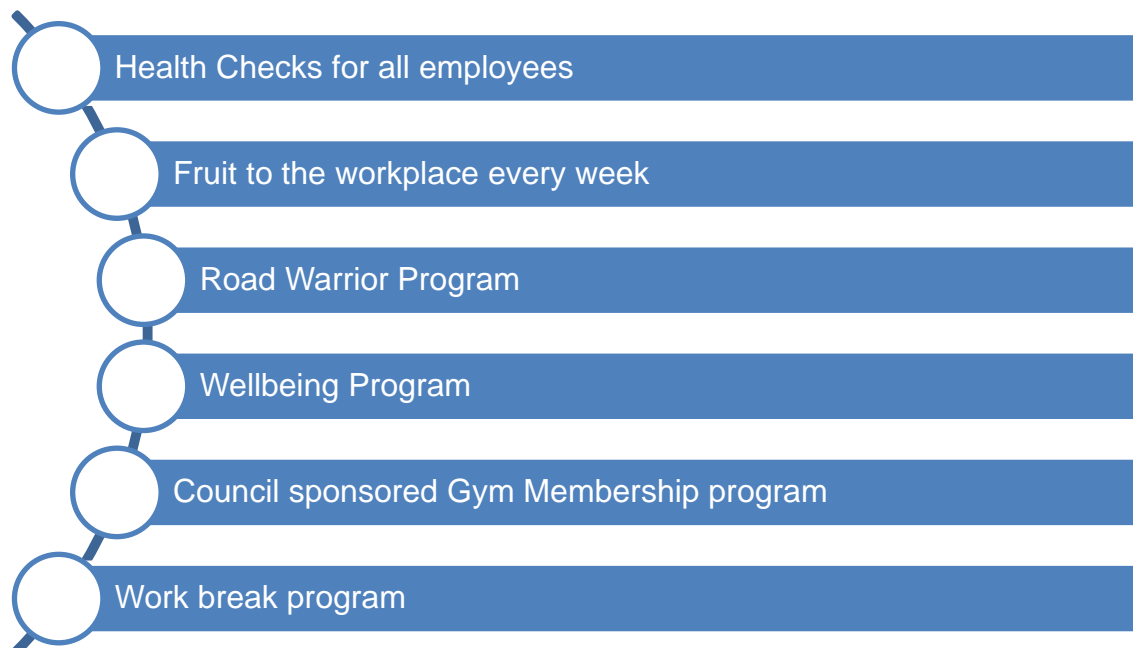 Health Checks for all employees
Fruit to the workplace every week
Road Warrior Program
Wellbeing Program
Council sponsored Gym Membership program
Work break program